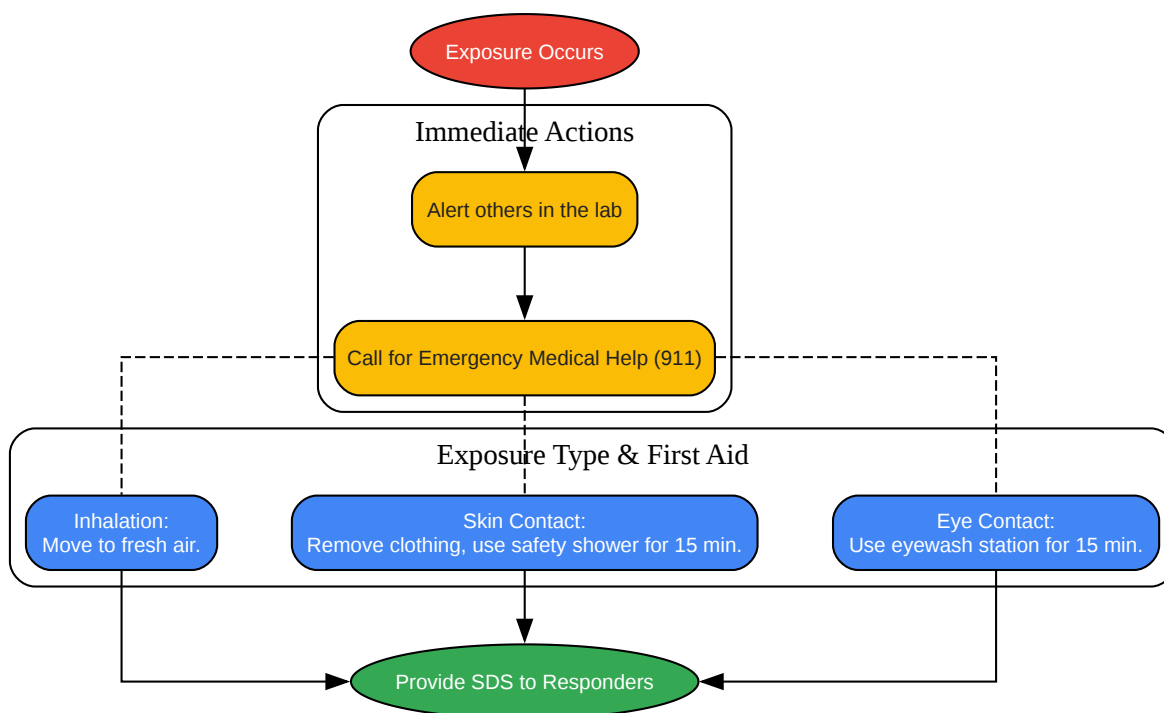 Exposure Occurs
Immediate Actions
Alert others in the lab
Call for Emergency Medical Help (911)
Exposure Type & First Aid
Inhalation:
Move to fresh air.
Skin Contact:
Remove clothing, use safety shower for 15 min.
Eye Contact:
Use eyewash station for 15 min.
Provide SDS to Responders